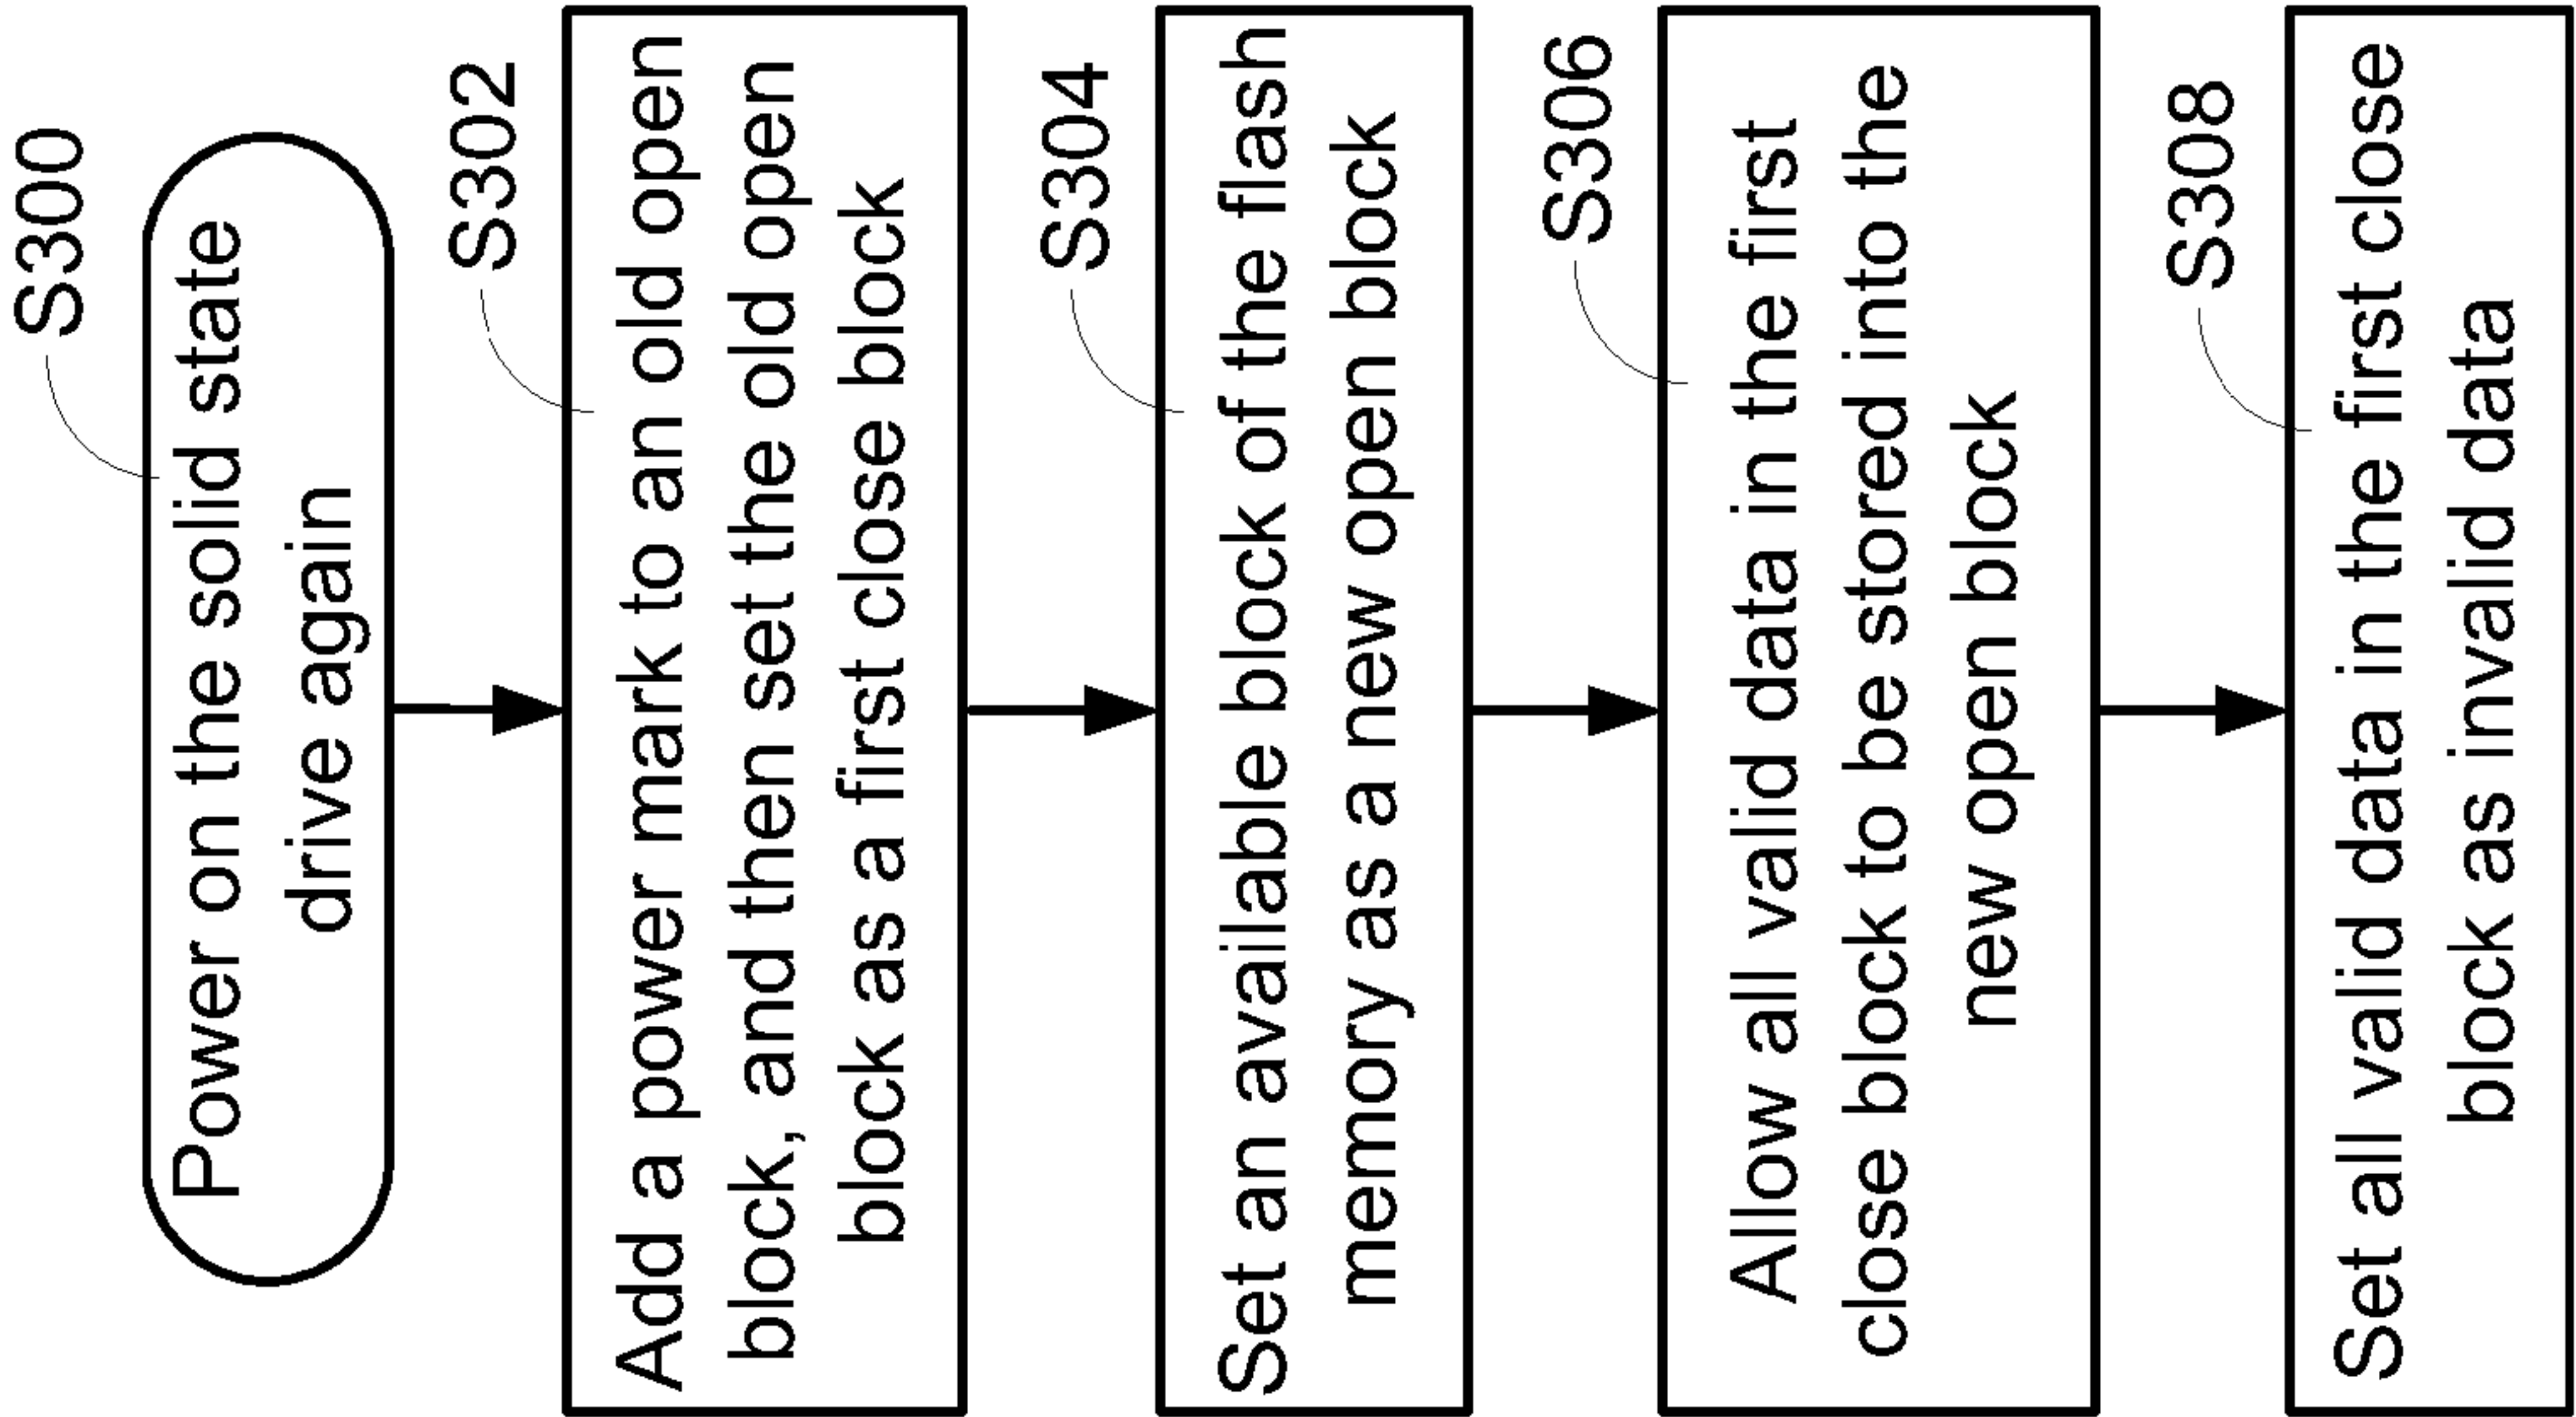 S300
Power on the solid state
drive again
S302
Add a power mark to an old open
block, and then set the old open
block as a first close block
S304
Set an available block of the flash
memory as a new open block
S306
Allow all valid data in the first
close block to be stored into the
new open block
S308
Set all valid data in the first close
block as invalid data